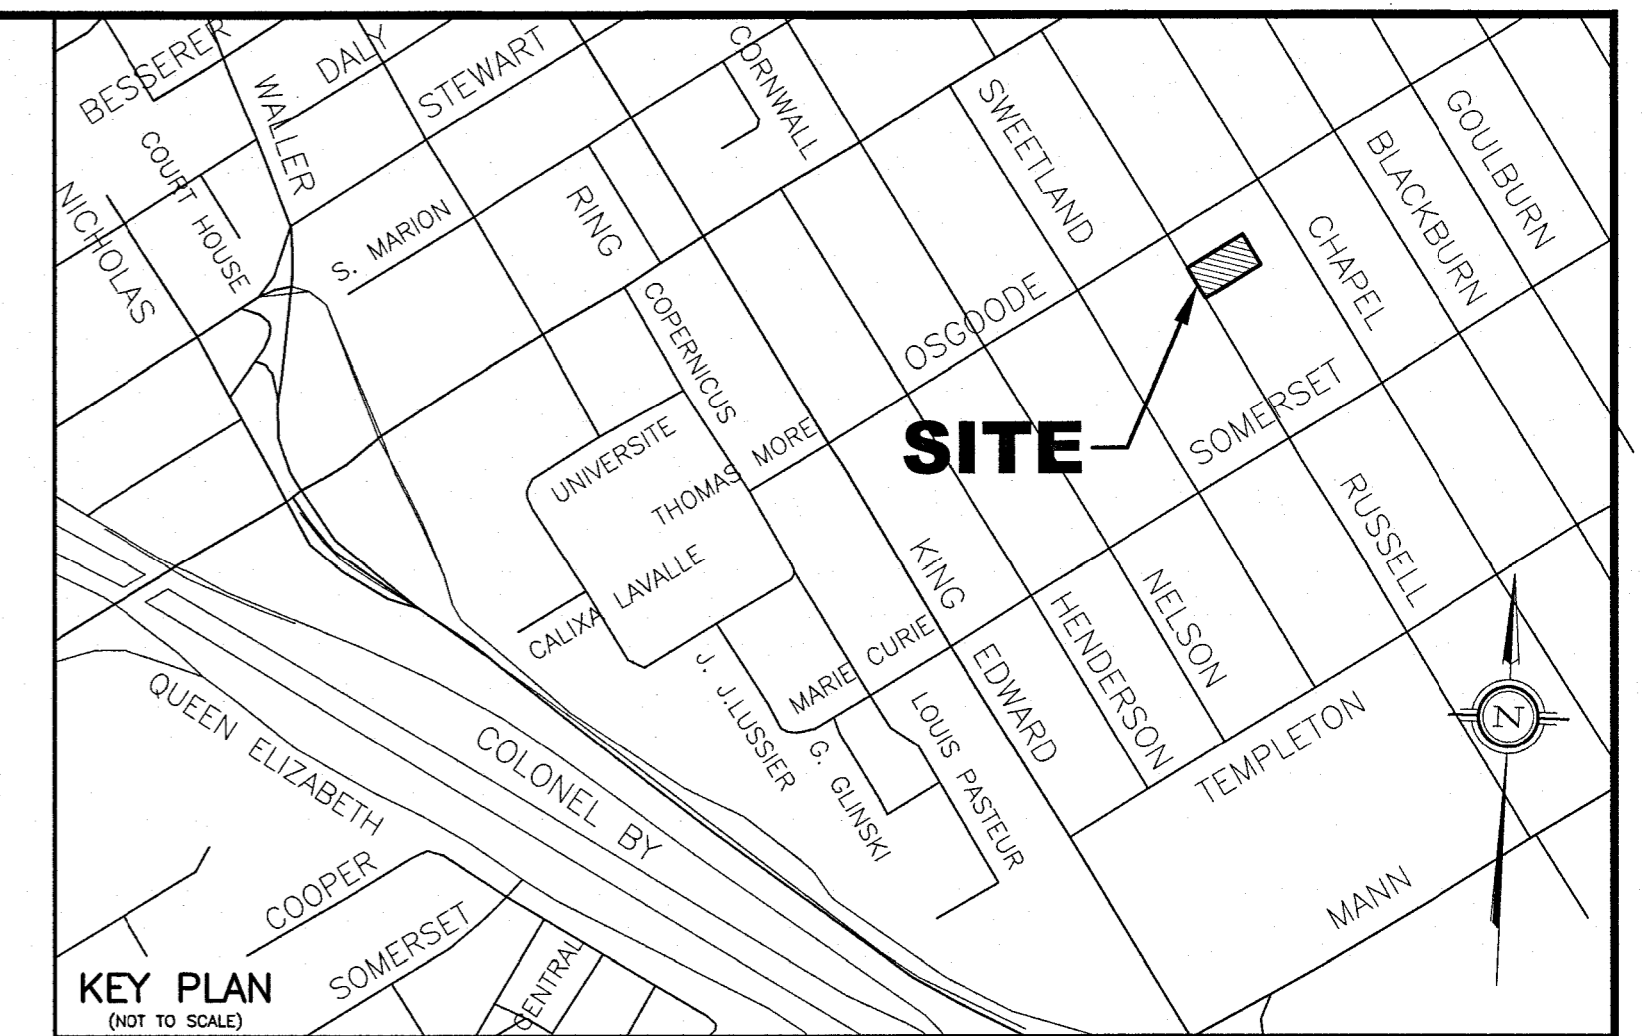 BESSERER
DALY
STEWART
CORNWALL
WALLER
COURT HOUSE
NICHOLAS
S. MARION
RING
COPERNICUS
SWEETLAND
GOULBURN
BLACKBURN
CHAPEL
OSGOODE
SITE
SOMERSET
UNIVERSITE
THOMAS MORE
RUSSELL
CALIXA LAVALLE
KING EDWARD
HENDERSON
NELSON
MARIE CURIE
J. J.LUSSIER
G. GLINSKI
LOUIS PASTEUR
TEMPLETON
N
MANN
QUEEN ELIZABETH
COLONEL BY
COOPER
SOMERSET
CENTRAL
KEY PLAN
(NOT TO SCALE)